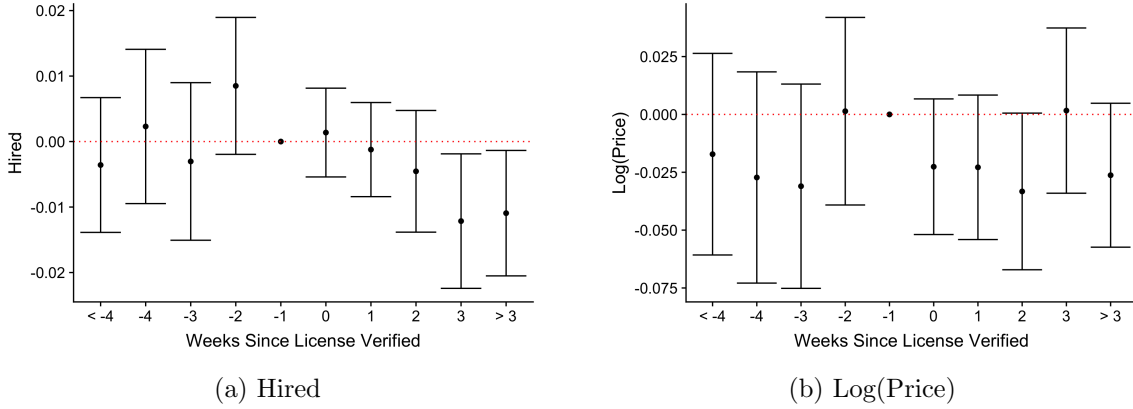 0.02
0.01
0.00
-0.01
-0.02
Hired
< -4 -4 -3 -2 -1 0 1 2 3 > 3
Weeks Since License Verified
(a) Hired
0.025
0.000
-0.025
-0.050
-0.075
Log(Price)
< -4 -4 -3 -2 -1 0 1 2 3 > 3
Weeks Since License Verified
(b) Log(Price)